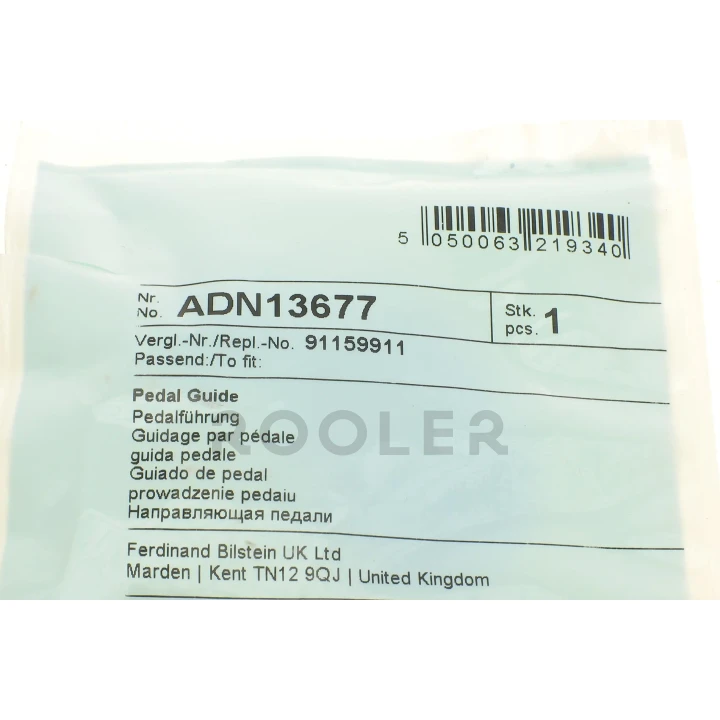 5 050063 219340
Nr.
No. ADN13677
Stk.
pcs. 1
Vergl.-Nr./Repl.-No. 91159911
Passend:/To fit:
Pedal Guide
Pedalführung
Guidage par pédale
guida pedale
Guiado de pedal
prowadzenie pedaiu
Направляющая педали
ROOLER
Ferdinand Bilstein UK Ltd
Marden | Kent TN12 9QJ | United Kingdom